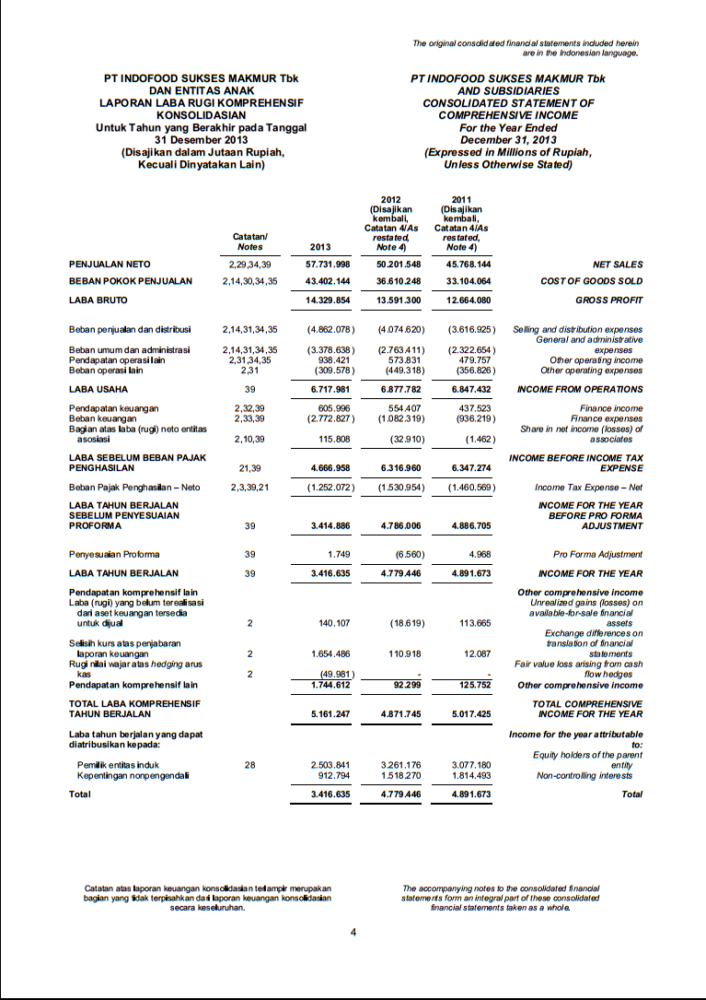 The original consolidated financial statements included herein
are in the Indonesian language.
PT INDOFOOD SUKSES MAKMUR Tbk
DAN ENTITAS ANAK
LAPORAN LABA RUGI KOMPREHENSIF
KONSOLIDASIAN
Untuk Tahun yang Berakhir pada Tanggal
31 Desember 2013
(Disajikan dalam Jutaan Rupiah,
Kecuali Dinyatakan Lain)
PT INDOFOOD SUKSES MAKMUR Tbk
AND SUBSIDIARIES
CONSOLIDATED STATEMENT OF
COMPREHENSIVE INCOME
For the Year Ended
December 31, 2013
(Expressed in Millions of Rupiah,
Unless Otherwise Stated)
2012 2011
(Disajikan (Disajikan
kembali, kembali,
Catatan 4/As Catatan 4/As
Catatan/ restated, restated,
Notes 2013 Note 4) Note 4)
PENJUALAN NETO 2,29,34,39 57.731.998 50.201.548 45.768.144 NET SALES
BEBAN POKOK PENJUALAN 2,14,30,34,35 43.402.144 36.610.248 33.104.064 COST OF GOODS SOLD
LABA BRUTO 14.329.854 13.591.300 12.664.080 GROSS PROFIT
Beban penjualan dan distribusi 2,14,31,34,35 (4.862.078) (4.074.620) (3.616.925) Selling and distribution expenses
General and administrative
Beban umum dan administrasi 2,14,31,34,35 (3.378.638) (2.763.411) (2.322.654) expenses
Pendapatan operasi lain 2,31,34,35 938.421 573.831 479.757 Other operating income
Beban operasi lain 2,31 (309.578) (449.318) (356.826) Other operating expenses
LABA USAHA 39 6.717.981 6.877.782 6.847.432 INCOME FROM OPERATIONS
Pendapatan keuangan 2,32,39 605.996 554.407 437.523 Finance income
Beban keuangan 2,33,39 (2.772.827) (1.082.319) (936.219) Finance expenses
Bagian atas laba (rugi) neto entitas Share in net income (losses) of
asosiasi 2,10,39 115.808 (32.910) (1.462) associates
LABA SEBELUM BEBAN PAJAK INCOME BEFORE INCOME TAX
PENGHASILAN 21,39 4.666.958 6.316.960 6.347.274 EXPENSE
Beban Pajak Penghasilan – Neto 2,3,39,21 (1.252.072) (1.530.954) (1.460.569) Income Tax Expense – Net
LABA TAHUN BERJALAN INCOME FOR THE YEAR
SEBELUM PENYESUAIAN BEFORE PRO FORMA
PROFORMA 39 3.414.886 4.786.006 4.886.705 ADJUSTMENT
Penyesuaian Proforma 39 1.749 (6.560) 4.968 Pro Forma Adjustment
LABA TAHUN BERJALAN 39 3.416.635 4.779.446 4.891.673 INCOME FOR THE YEAR
Pendapatan komprehensif lain Other comprehensive income
Laba (rugi) yang belum terealisasi Unrealized gains (losses) on
dari aset keuangan tersedia available-for-sale financial
untuk dijual 2 140.107 (18.619) 113.665 assets
Exchange differences on
Selisih kurs atas penjabaran translation of financial
laporan keuangan 2 1.654.486 110.918 12.087 statements
Rugi nilai wajar atas hedging arus Fair value loss arising from cash
kas 2 (49.981) - - flow hedges
Pendapatan komprehensif lain 1.744.612 92.299 125.752 Other comprehensive income
TOTAL LABA KOMPREHENSIF TOTAL COMPREHENSIVE
TAHUN BERJALAN 5.161.247 4.871.745 5.017.425 INCOME FOR THE YEAR
Laba tahun berjalan yang dapat Income for the year attributable
diatribusikan kepada: to:
Equity holders of the parent
Pemilik entitas induk 28 2.503.841 3.261.176 3.077.180 entity
Kepentingan nonpengendali 912.794 1.518.270 1.814.493 Non-controlling interests
Total 3.416.635 4.779.446 4.891.673 Total
Catatan atas laporan keuangan konsolidasian terlampir merupakan
bagian yang tidak terpisahkan dari laporan keuangan konsolidasian
secara keseluruhan.
The accompanying notes to the consolidated financial
statements form an integral part of these consolidated
financial statements taken as a whole.
4